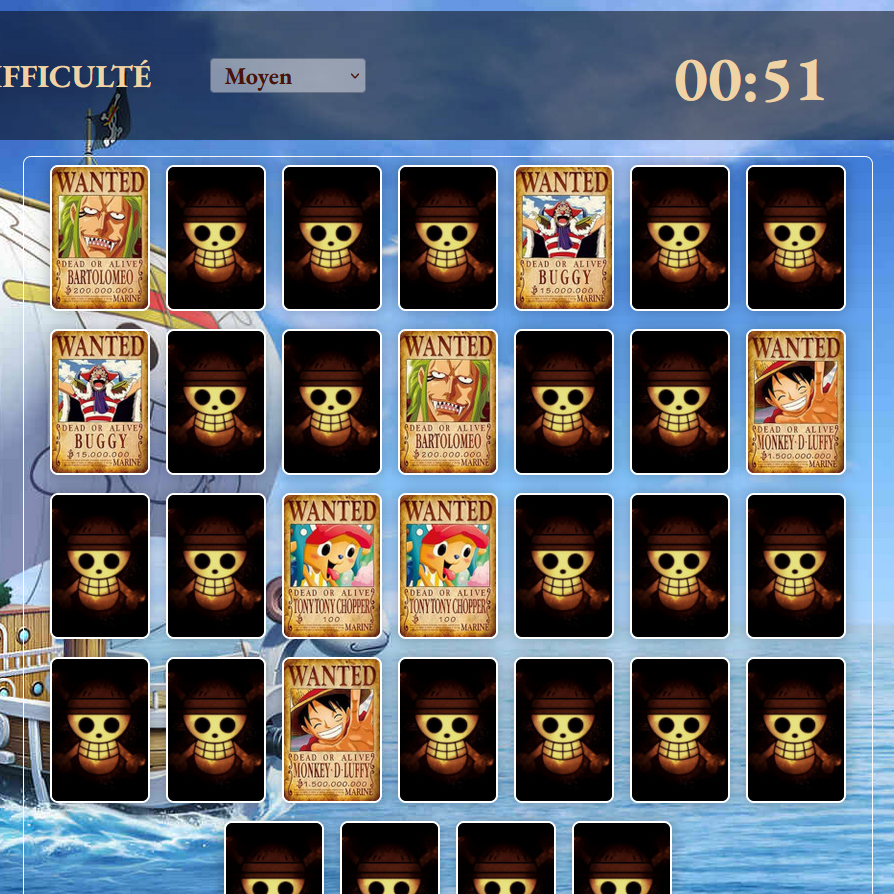 IFFICULTÉ Moyen 00:51
WANTED
DEAD OR ALIVE
BARTOLOMEO
200.000.000
MARINE
WANTED
DEAD OR ALIVE
BUGGY
15.000.000
MARINE
WANTED
DEAD OR ALIVE
BUGGY
15.000.000
MARINE
WANTED
DEAD OR ALIVE
BARTOLOMEO
200.000.000
MARINE
WANTED
DEAD OR ALIVE
MONKEY·D·LUFFY
1.500.000.000
MARINE
WANTED
DEAD OR ALIVE
TONY TONY CHOPPER
100
MARINE
WANTED
DEAD OR ALIVE
TONY TONY CHOPPER
100
MARINE
WANTED
DEAD OR ALIVE
MONKEY·D·LUFFY
1.500.000.000
MARINE